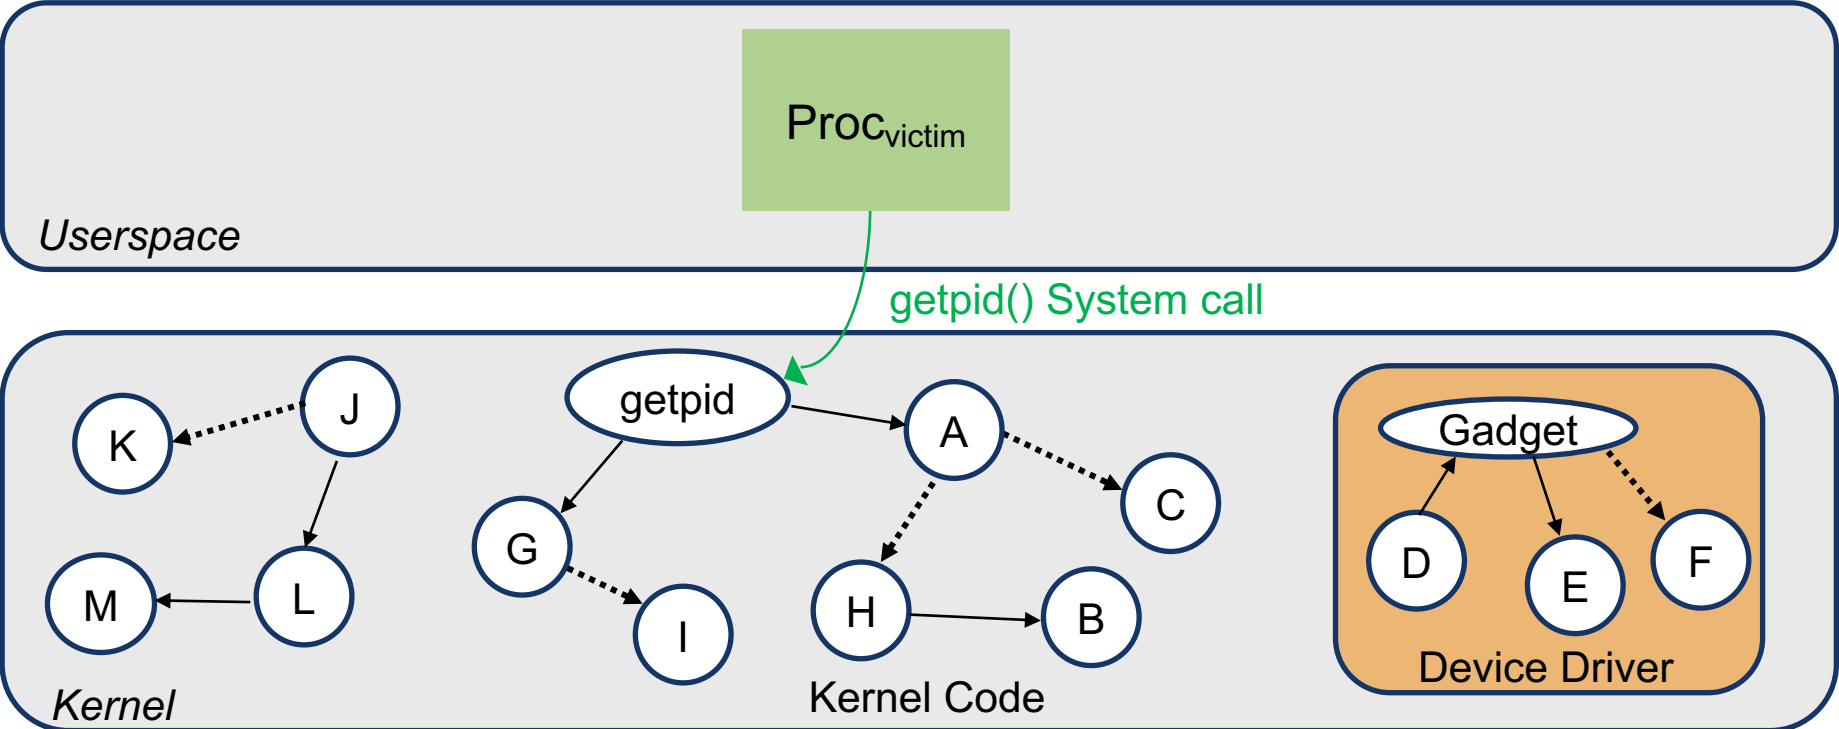 Procvictim
Userspace
getpid() System call
J
getpid
K
A
Gadget
C
G
D
E
F
M
L
I
H
B
Device Driver
Kernel
Kernel Code